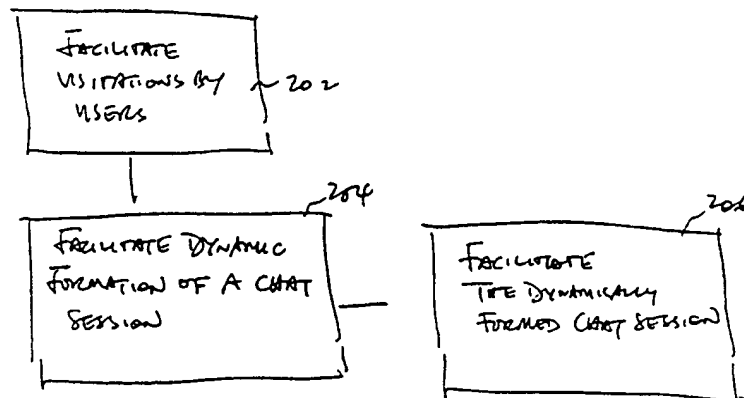 FACILITATE
VISITATIONS BY
USERS
202
204
FACILITATE DYNAMIC
FORMATION OF A CHAT
SESSION
206
FACILITATE
THE DYNAMICALLY
FORMED CHAT SESSION